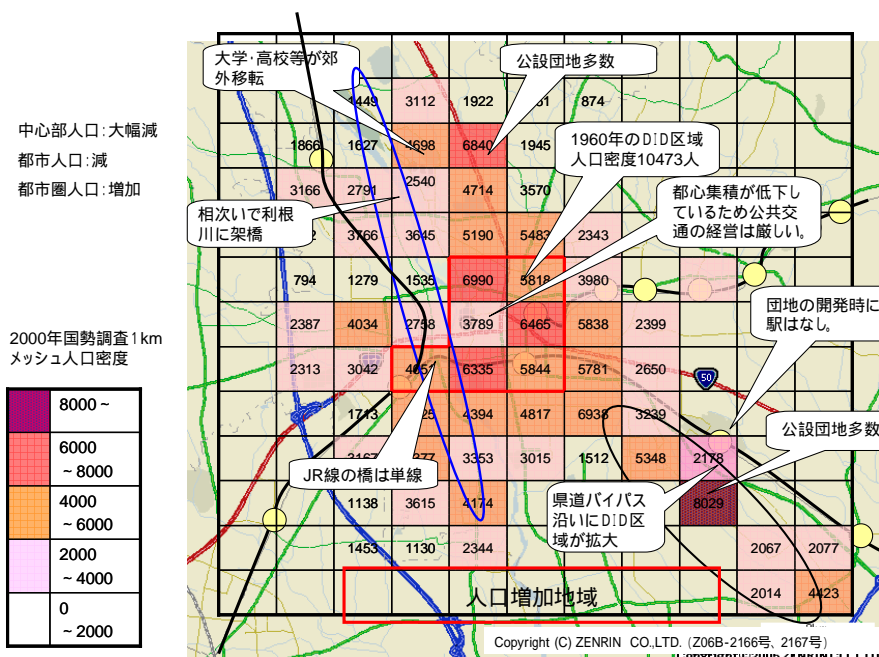 中心部人口:大幅減
都市人口:減
都市圏人口:増加
2000年国勢調査1km
メッシュ人口密度
8000~
6000
~8000
4000
~6000
2000
~4000
0
~2000
大学・高校等が郊
外移転
公設団地多数
1960年のDID区域
人口密度10473人
都心集積が低下し
ているため公共交
通の経営は厳しい。
相次いで利根
川に架橋
団地の開発時に
駅はなし。
公設団地多数
JR線の橋は単線
県道バイパス
沿いにDID区
域が拡大
50
1449 3112 1922 874
1866 1627 4698 6840 1945
3166 2791 2540 4714 3570
3766 3645 5190 5483 2343
794 1279 1535 6990 5818 3980
2387 4034 2758 3789 6465 5838 2399
2313 3042 4051 6335 5844 5781 2650
1713 4394 4817 6938 3239
3353 3015 1512 5348 2178
1138 3615 4174 8029
1453 1130 2344 2067 2077
2014 4423
人口増加地域
Copyright (C) ZENRIN CO.,LTD. (Z06B-2166号、2167号)